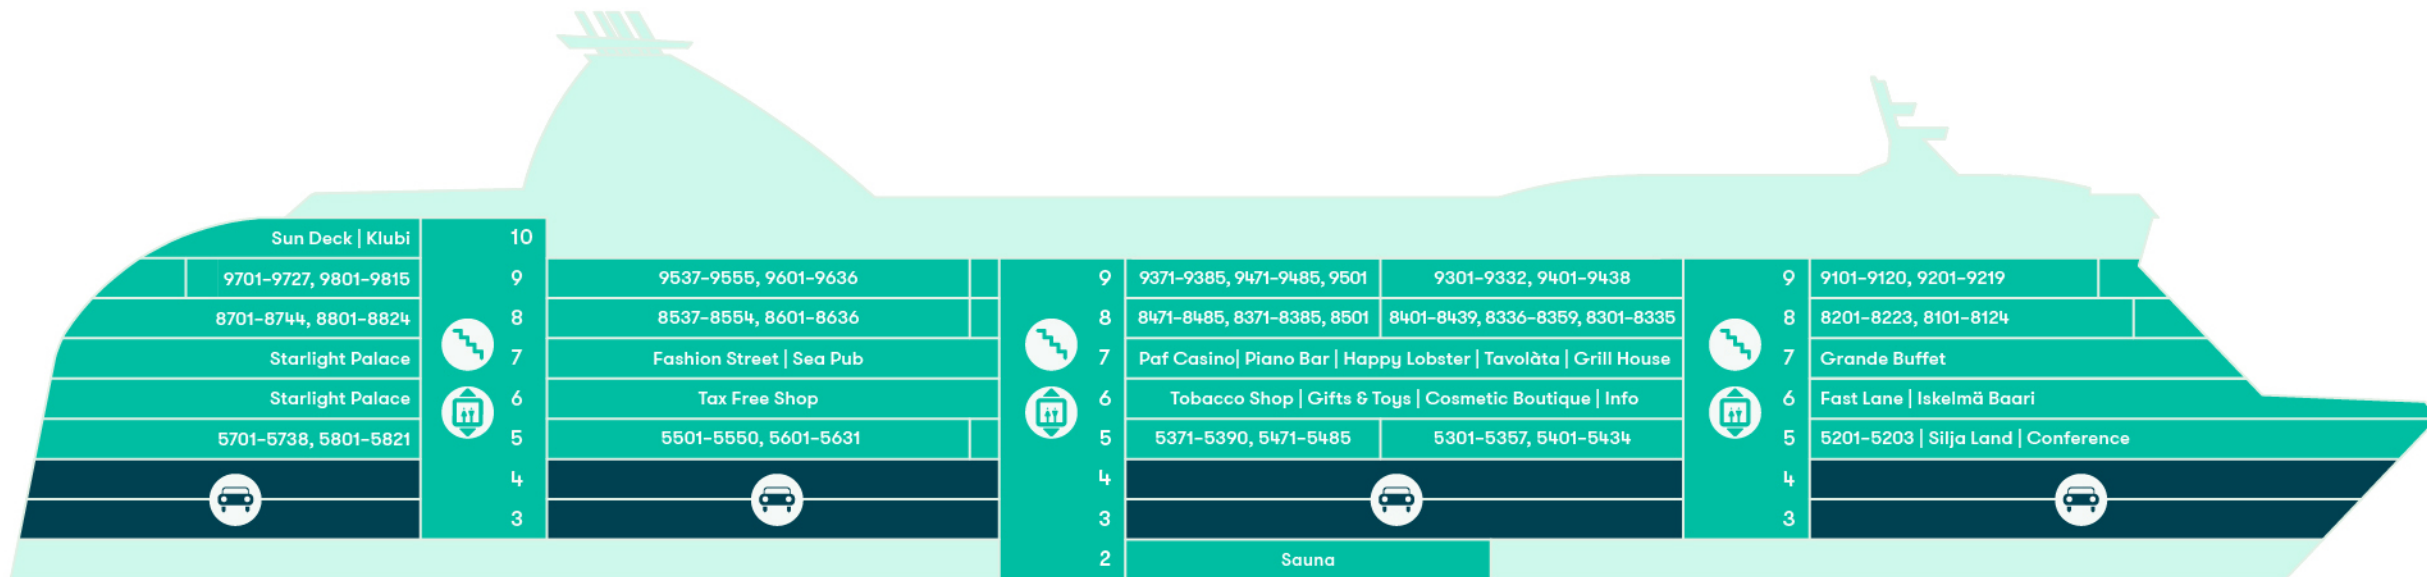 Sun Deck | Klubi 10
9701-9727, 9801-9815 9 9537-9555, 9601-9636 9 9371-9385, 9471-9485, 9501 9301-9332, 9401-9438 9 9101-9120, 9201-9219
8701-8744, 8801-8824 8 8537-8554, 8601-8636 8 8471-8485, 8371-8385, 8501 8401-8439, 8336-8359, 8301-8335 8 8201-8223, 8101-8124
Starlight Palace 7 Fashion Street | Sea Pub 7 Paf Casino| Piano Bar | Happy Lobster | Tavolàta | Grill House 7 Grande Buffet
Starlight Palace 6 Tax Free Shop 6 Tobacco Shop | Gifts & Toys | Cosmetic Boutique | Info 6 Fast Lane | Iskelmä Baari
5701-5738, 5801-5821 5 5501-5550, 5601-5631 5 5371-5390, 5471-5485 5301-5357, 5401-5434 5 5201-5203 | Silja Land | Conference
4 4 4
3 3 3
2 Sauna